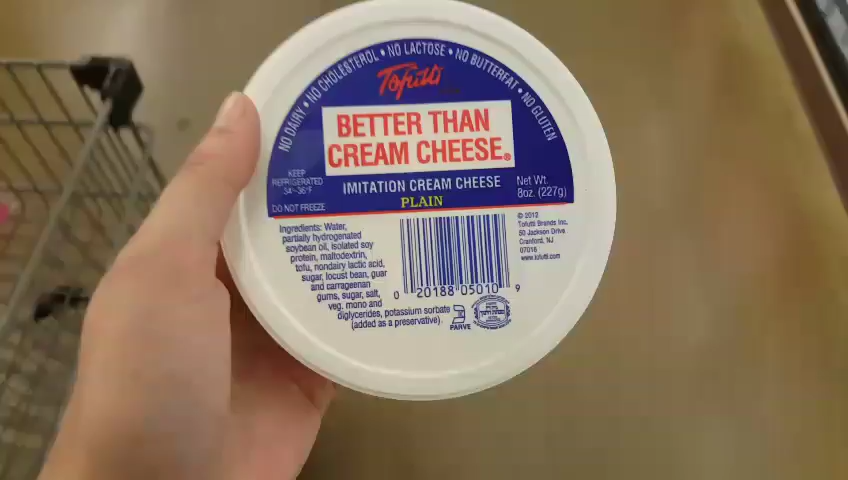 NO DAIRY • NO CHOLESTEROL • NO LACTOSE • NO BUTTERFAT • NO GLUTEN
Tofutti
BETTER THAN
CREAM CHEESE®
KEEP
REFRIGERATED
34°-36°F
DO NOT FREEZE
IMITATION CREAM CHEESE
PLAIN
Net Wt.
8oz. (227g)
Ingredients: Water,
partially hydrogenated
soybean oil, isolated soy
protein, maltodextrin,
tofu, nondairy lactic acid,
sugar, locust bean, guar
and carrageenan
gums, sugar, salt,
veg. mono and
diglycerides, potassium sorbate
(added as a preservative).
0 20188 05010 9
PARVE
© 2012
Tofutti Brands Inc.
50 Jackson Drive
Cranford, NJ
07016
www.tofutti.com